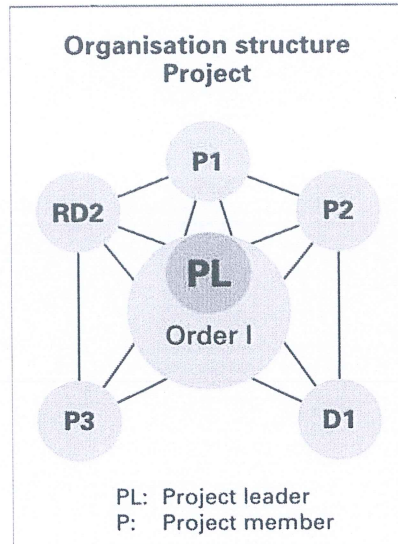 Organisation structure
Project
P1
RD2
P2
PL
Order I
P3
D1
PL: Project leader
P: Project member